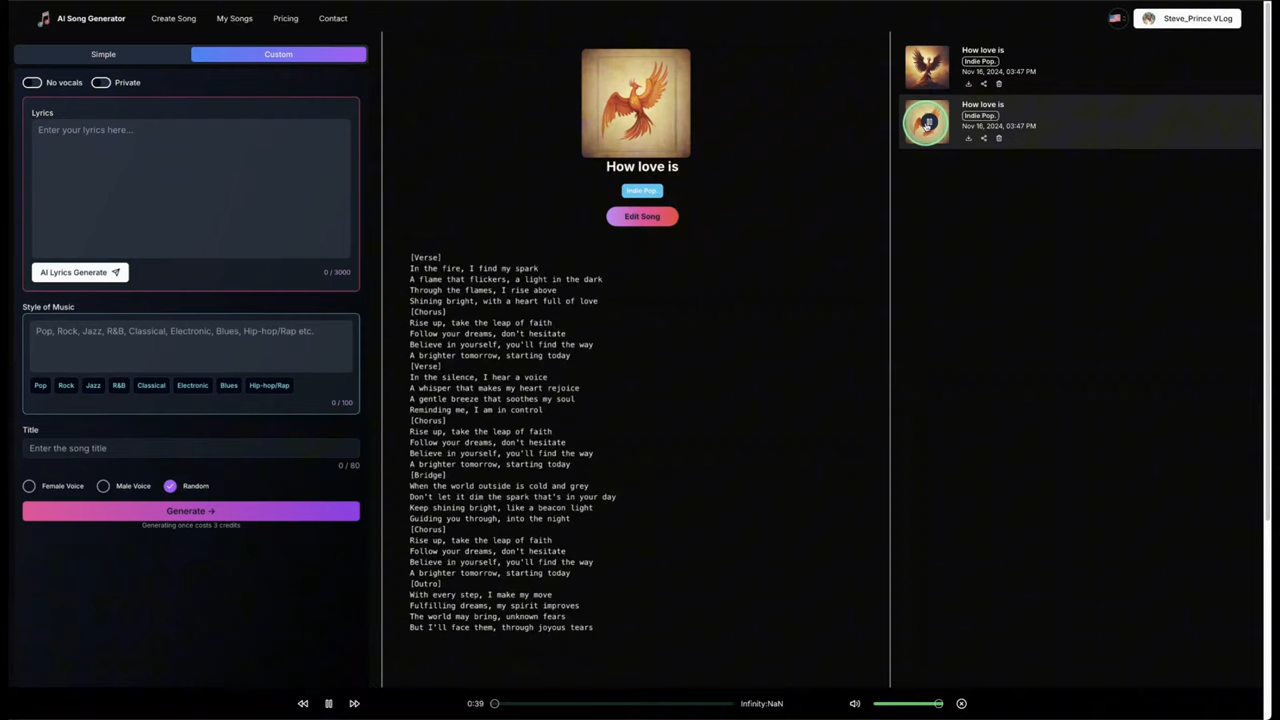 AI Song Generator
Create Song
My Songs
Pricing
Contact
Steve_Prince VLog
Simple
Custom
No vocals
Private
Lyrics
Enter your lyrics here...
AI Lyrics Generate
0 / 3000
Style of Music
Pop, Rock, Jazz, R&B, Classical, Electronic, Blues, Hip-hop/Rap etc.
Pop
Rock
Jazz
R&B
Classical
Electronic
Blues
Hip-hop/Rap
0 / 100
Title
Enter the song title
0 / 80
Female Voice
Male Voice
Random
Generate →
Generating once costs 3 credits
How love is
Indie Pop.
Edit Song
[Verse]
In the fire, I find my spark
A flame that flickers, a light in the dark
Through the flames, I rise above
Shining bright, with a heart full of love
[Chorus]
Rise up, take the leap of faith
Follow your dreams, don't hesitate
Believe in yourself, you'll find the way
A brighter tomorrow, starting today
[Verse]
In the silence, I hear a voice
A whisper that makes my heart rejoice
A gentle breeze that soothes my soul
Reminding me, I am in control
[Chorus]
Rise up, take the leap of faith
Follow your dreams, don't hesitate
Believe in yourself, you'll find the way
A brighter tomorrow, starting today
[Bridge]
When the world outside is cold and grey
Don't let it dim the spark that's in your day
Keep shining bright, like a beacon light
Guiding you through, into the night
[Chorus]
Rise up, take the leap of faith
Follow your dreams, don't hesitate
Believe in yourself, you'll find the way
A brighter tomorrow, starting today
[Outro]
With every step, I make my move
Fulfilling dreams, my spirit improves
The world may bring, unknown fears
But I'll face them, through joyous tears
How love is
Indie Pop.
Nov 16, 2024, 03:47 PM
How love is
Indie Pop.
Nov 16, 2024, 03:47 PM
0:39
Infinity:NaN